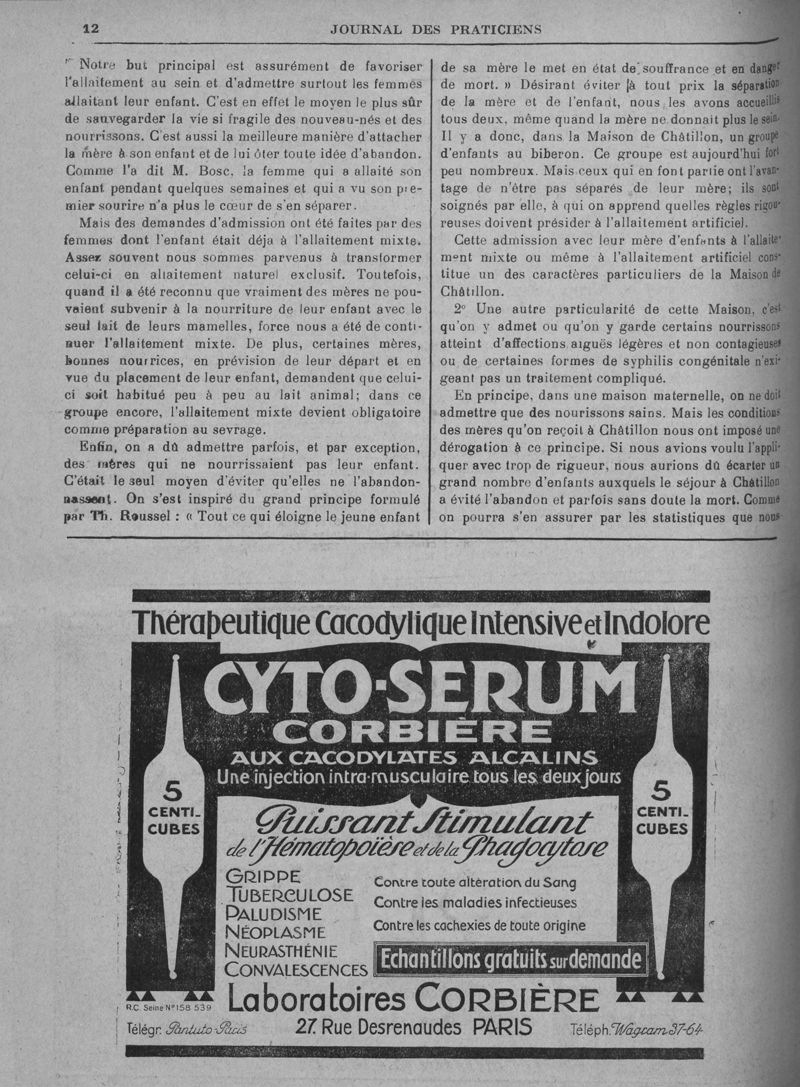 12
JOURNAL DES PRATICIENS
Notre but principal est assurément de favoriser
l'allaitement au sein et d'admettre surtout les femmes
allaitant leur enfant. C'est en effet le moyen le plus sûr
de sauvegarder la vie si fragile des nouveau-nés et des
nourrissons. C'est aussi la meilleure manière d'attacher
la mère à son enfant et de lui ôter toute idée d'abandon.
Comme l'a dit M. Bosc, la femme qui a allaité son
enfant pendant quelques semaines et qui a vu son pre-
mier sourire n'a plus le cœur de s'en séparer.
Mais des demandes d'admission ont été faites par des
femmes dont l'enfant était déja à l'allaitement mixte.
Assez souvent nous sommes parvenus à transformer
celui-ci en allaitement naturel exclusif. Toutefois,
quand il a été reconnu que vraiment des mères ne pou-
vaient subvenir à la nourriture de leur enfant avec le
seul lait de leurs mamelles, force nous a été de conti-
nuer l'allaitement mixte. De plus, certaines mères,
bonnes nourrices, en prévision de leur départ et en
vue du placement de leur enfant, demandent que celui-
ci soit habitué peu à peu au lait animal; dans ce
groupe encore, l'allaitement mixte devient obligatoire
comme préparation au sevrage.
Enfin, on a dû admettre parfois, et par exception,
des mères qui ne nourrissaient pas leur enfant.
C'était le seul moyen d'éviter qu'elles ne l'abandon-
nassent. On s'est inspiré du grand principe formulé
par Th. Roussel : « Tout ce qui éloigne le jeune enfant
de sa mère le met en état de souffrance et en danger
de mort. » Désirant éviter à tout prix la séparation
de la mère et de l'enfant, nous les avons accueillis
tous deux, même quand la mère ne donnait plus le sein.
Il y a donc, dans la Maison de Châtillon, un groupe
d'enfants au biberon. Ce groupe est aujourd'hui fort
peu nombreux. Mais ceux qui en font partie ont l'avan-
tage de n'être pas séparés de leur mère; ils sont
soignés par elle, à qui on apprend quelles règles rigou-
reuses doivent présider à l'allaitement artificiel.
Cette admission avec leur mère d'enfants à l'allaite-
ment mixte ou même à l'allaitement artificiel cons-
titue un des caractères particuliers de la Maison de
Châtillon.
2° Une autre particularité de cette Maison, c'est
qu'on y admet ou qu'on y garde certains nourrissons
atteint d'affections aiguës légères et non contagieuses
ou de certaines formes de syphilis congénitale n'exi-
geant pas un traitement compliqué.
En principe, dans une maison maternelle, on ne doit
admettre que des nourissons sains. Mais les conditions
des mères qu'on reçoit à Châtillon nous ont imposé une
dérogation à ce principe. Si nous avions voulu l'appli-
quer avec trop de rigueur, nous aurions dû écarter un
grand nombre d'enfants auxquels le séjour à Châtillon
a évité l'abandon et parfois sans doute la mort. Comme
on pourra s'en assurer par les statistiques que nous
Thérapeutique Cacodylique Intensive et Indolore
CYTO-SERUM
CORBIÈRE
AUX CACODYLATES ALCALINS
Une injection intra-musculaire tous les deux jours
5
CENTI-
CUBES
5
CENTI-
CUBES
Puissant Stimulant
de l'Hématopoïèse et de la Phagocytose
GRIPPE
TUBERCULOSE
PALUDISME
NÉOPLASME
NEURASTHÉNIE
CONVALESCENCES
Contre toute altération du Sang
Contre les maladies infectieuses
Contre les cachexies de toute origine
Echantillons gratuits sur demande
Laboratoires CORBIÈRE
R.C. Seine N° 158.539
Télégr. Pantuto-Paris
27, Rue Desrenaudes PARIS
Téléph. Wagram 37-64